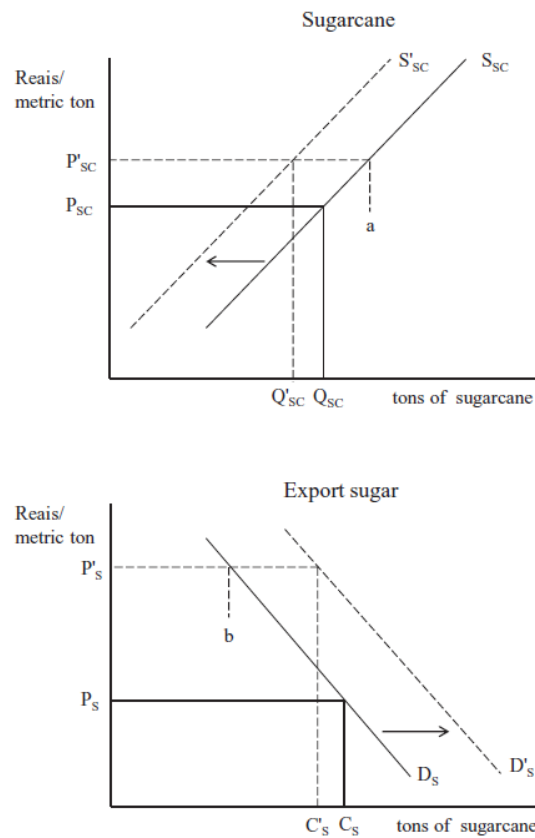 Sugarcane
Reais/
metric ton
S'SC
SSC
P'SC
PSC
a
Q'SC QSC
tons of sugarcane
Export sugar
Reais/
metric ton
P'S
b
PS
DS
D'S
C'S CS
tons of sugarcane